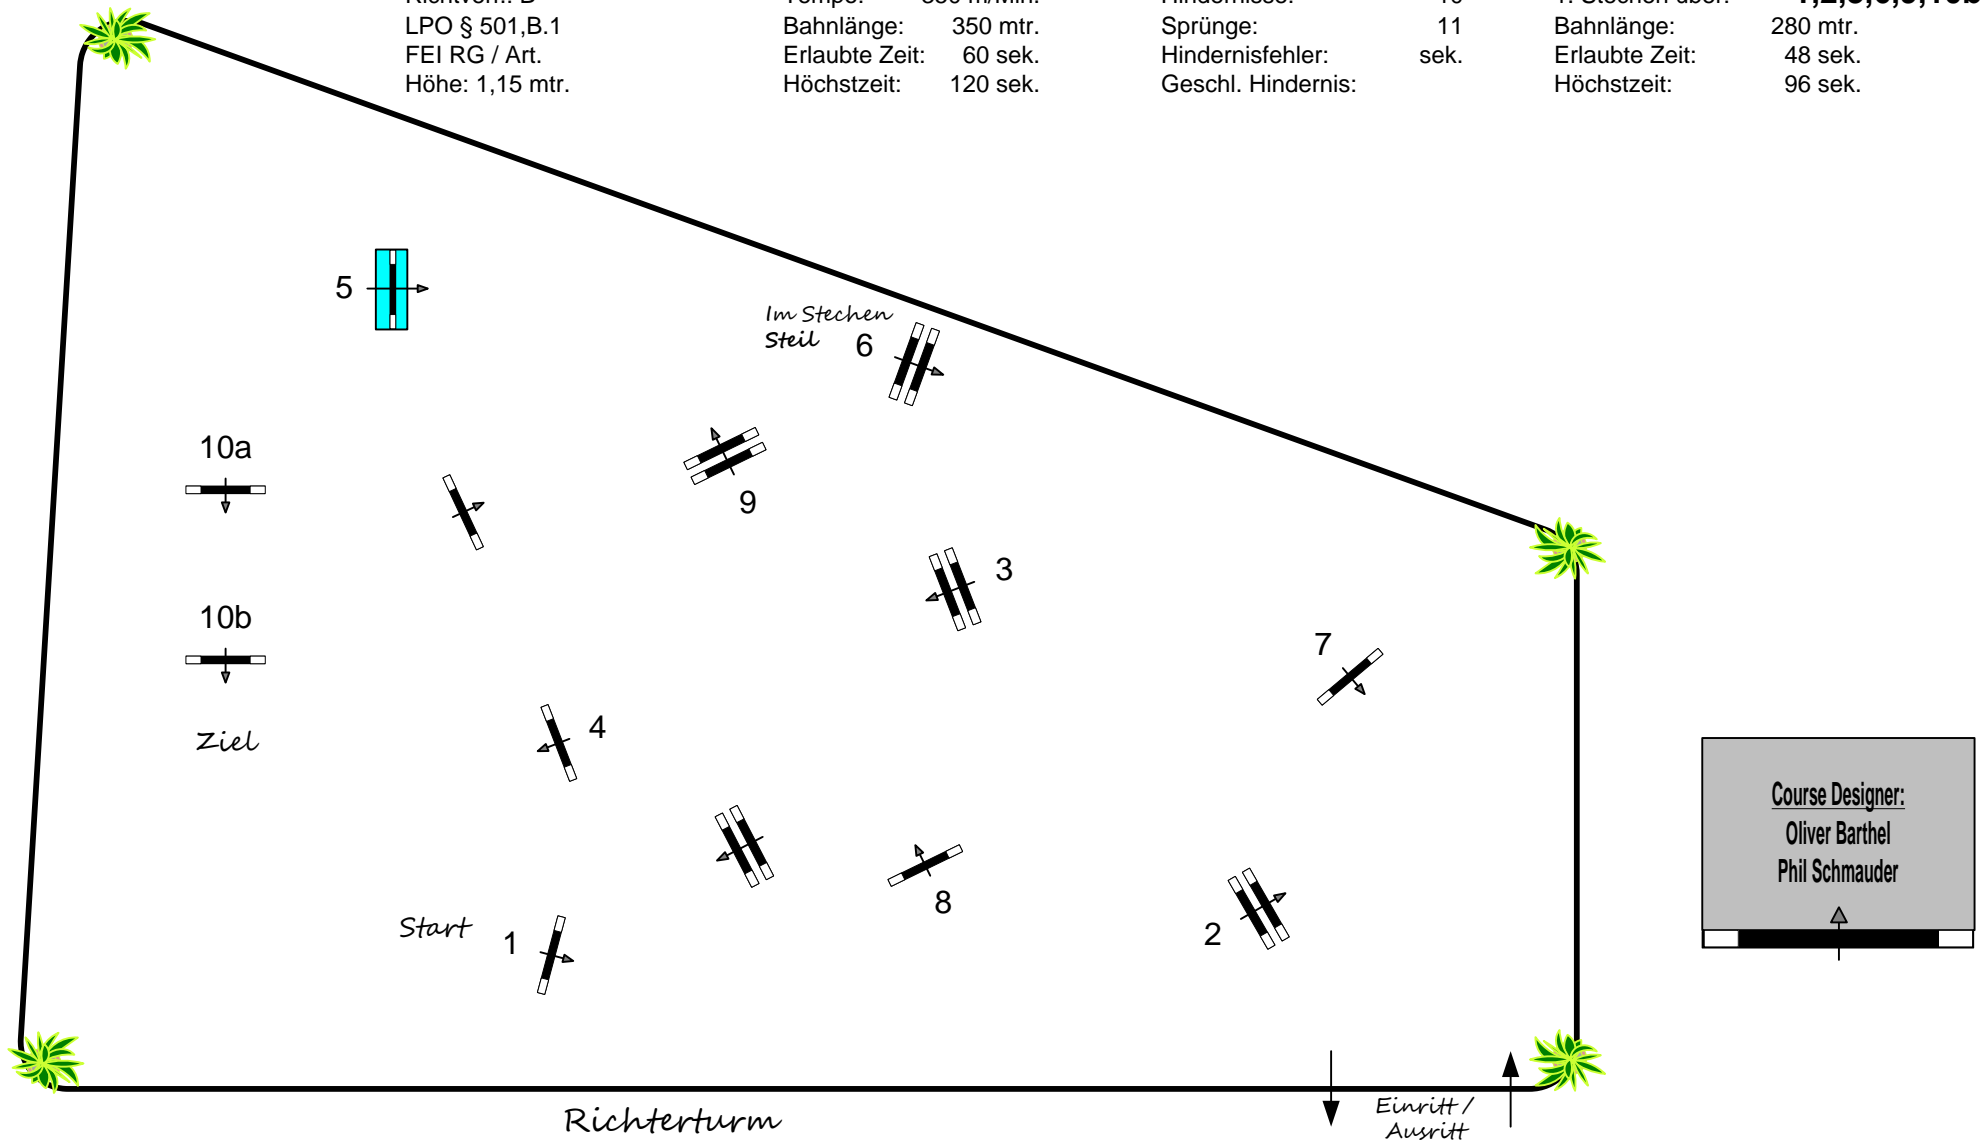 LPO § 501,B.1
FEI RG / Art.
Höhe: 1,15 mtr.
Bahnlänge: 350 mtr.
Erlaubte Zeit: 60 sek.
Höchstzeit: 120 sek.
Sprünge: 11
Hindernisfehler: sek.
Geschl. Hindernis:
Bahnlänge: 280 mtr.
Erlaubte Zeit: 48 sek.
Höchstzeit: 96 sek.
5
Im Stechen
Steil
6
10a
9
3
10b
7
4
Ziel
Course Designer:
Oliver Barthel
Phil Schmauder
8
Start
1
2
Richterturm
Einritt /
Ausritt